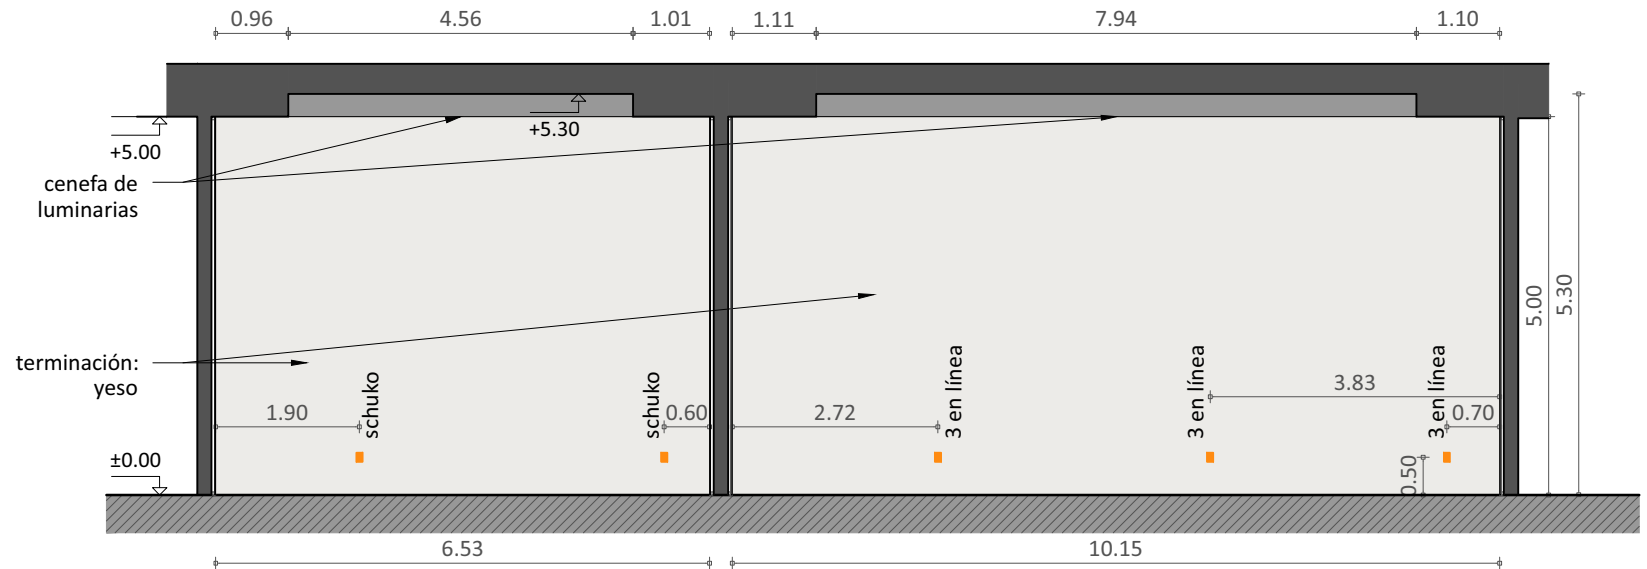 0.96
4.56
1.01
1.11
7.94
1.10
+5.00
+5.30
cenefa de
luminarias
5.00
5.30
terminación:
yeso
schuko
schuko
3 en línea
3 en línea
3 en línea
3.83
1.90
0.60
2.72
0.70
±0.00
0.50
6.53
10.15